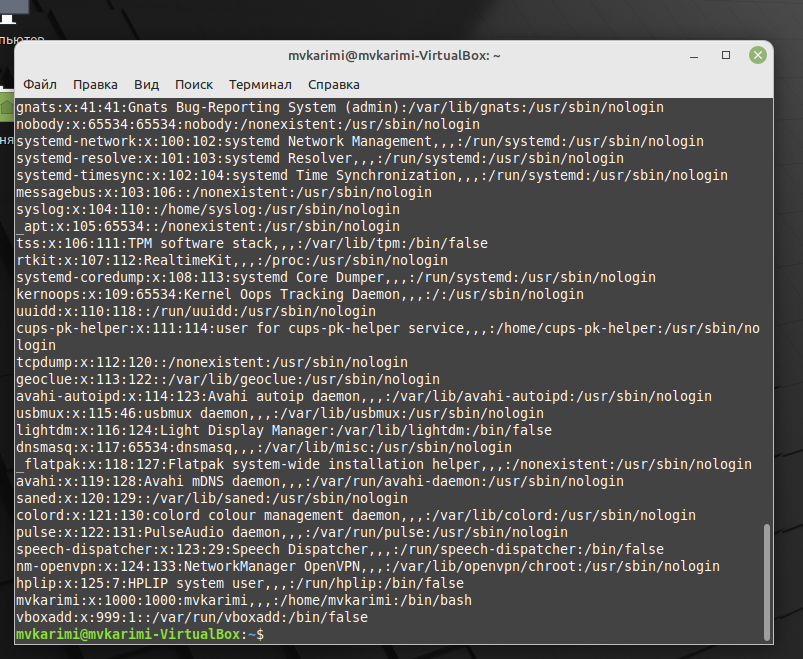 mvkarimi@mvkarimi-VirtualBox: ~
Файл Правка Вид Поиск Терминал Справка
gnats:x:41:41:Gnats Bug-Reporting System (admin):/var/lib/gnats:/usr/sbin/nologin
nobody:x:65534:65534:nobody:/nonexistent:/usr/sbin/nologin
systemd-network:x:100:102:systemd Network Management,,,:/run/systemd:/usr/sbin/nologin
systemd-resolve:x:101:103:systemd Resolver,,,:/run/systemd:/usr/sbin/nologin
systemd-timesync:x:102:104:systemd Time Synchronization,,,:/run/systemd:/usr/sbin/nologin
messagebus:x:103:106::/nonexistent:/usr/sbin/nologin
syslog:x:104:110::/home/syslog:/usr/sbin/nologin
_apt:x:105:65534::/nonexistent:/usr/sbin/nologin
tss:x:106:111:TPM software stack,,,:/var/lib/tpm:/bin/false
rtkit:x:107:112:RealtimeKit,,,:/proc:/usr/sbin/nologin
systemd-coredump:x:108:113:systemd Core Dumper,,,:/run/systemd:/usr/sbin/nologin
kernoops:x:109:65534:Kernel Oops Tracking Daemon,,,:/:/usr/sbin/nologin
uuidd:x:110:118::/run/uuidd:/usr/sbin/nologin
cups-pk-helper:x:111:114:user for cups-pk-helper service,,,:/home/cups-pk-helper:/usr/sbin/no
login
tcpdump:x:112:120::/nonexistent:/usr/sbin/nologin
geoclue:x:113:122::/var/lib/geoclue:/usr/sbin/nologin
avahi-autoipd:x:114:123:Avahi autoip daemon,,,:/var/lib/avahi-autoipd:/usr/sbin/nologin
usbmux:x:115:46:usbmux daemon,,,:/var/lib/usbmux:/usr/sbin/nologin
lightdm:x:116:124:Light Display Manager:/var/lib/lightdm:/bin/false
dnsmasq:x:117:65534:dnsmasq,,,:/var/lib/misc:/usr/sbin/nologin
_flatpak:x:118:127:Flatpak system-wide installation helper,,,:/nonexistent:/usr/sbin/nologin
avahi:x:119:128:Avahi mDNS daemon,,,:/var/run/avahi-daemon:/usr/sbin/nologin
saned:x:120:129::/var/lib/saned:/usr/sbin/nologin
colord:x:121:130:colord colour management daemon,,,:/var/lib/colord:/usr/sbin/nologin
pulse:x:122:131:PulseAudio daemon,,,:/var/run/pulse:/usr/sbin/nologin
speech-dispatcher:x:123:29:Speech Dispatcher,,,:/run/speech-dispatcher:/bin/false
nm-openvpn:x:124:133:NetworkManager OpenVPN,,,:/var/lib/openvpn/chroot:/usr/sbin/nologin
hplip:x:125:7:HPLIP system user,,,:/run/hplip:/bin/false
mvkarimi:x:1000:1000:mvkarimi,,,:/home/mvkarimi:/bin/bash
vboxadd:x:999:1::/var/run/vboxadd:/bin/false
mvkarimi@mvkarimi-VirtualBox:~$